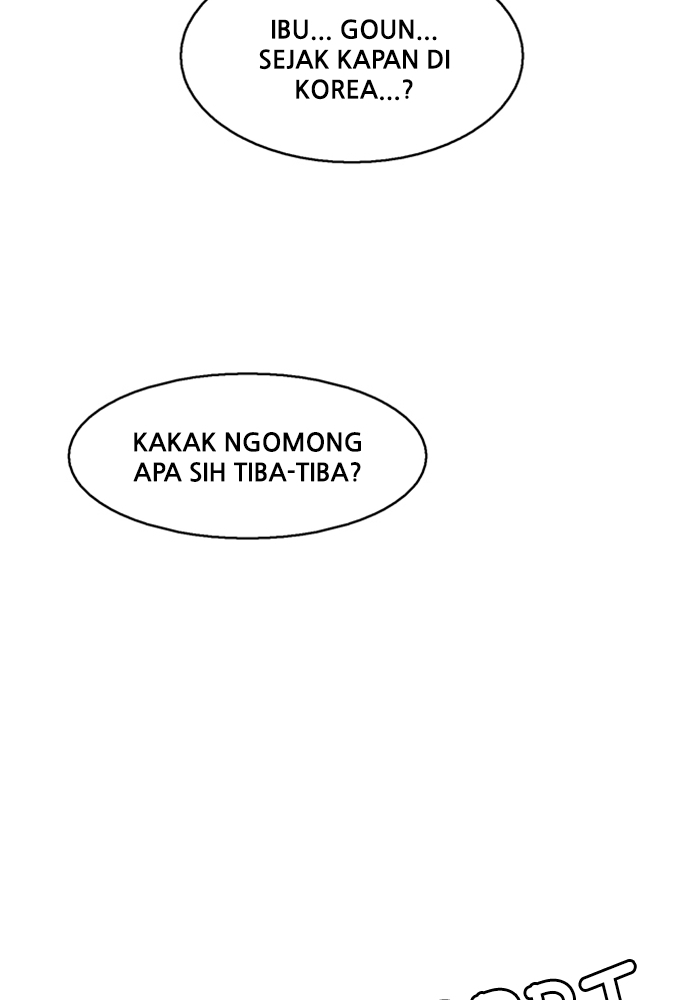 IBU... GOUN...
SEJAK KAPAN DI
KOREA...?
KAKAK NGOMONG
APA SIH TIBA-TIBA?